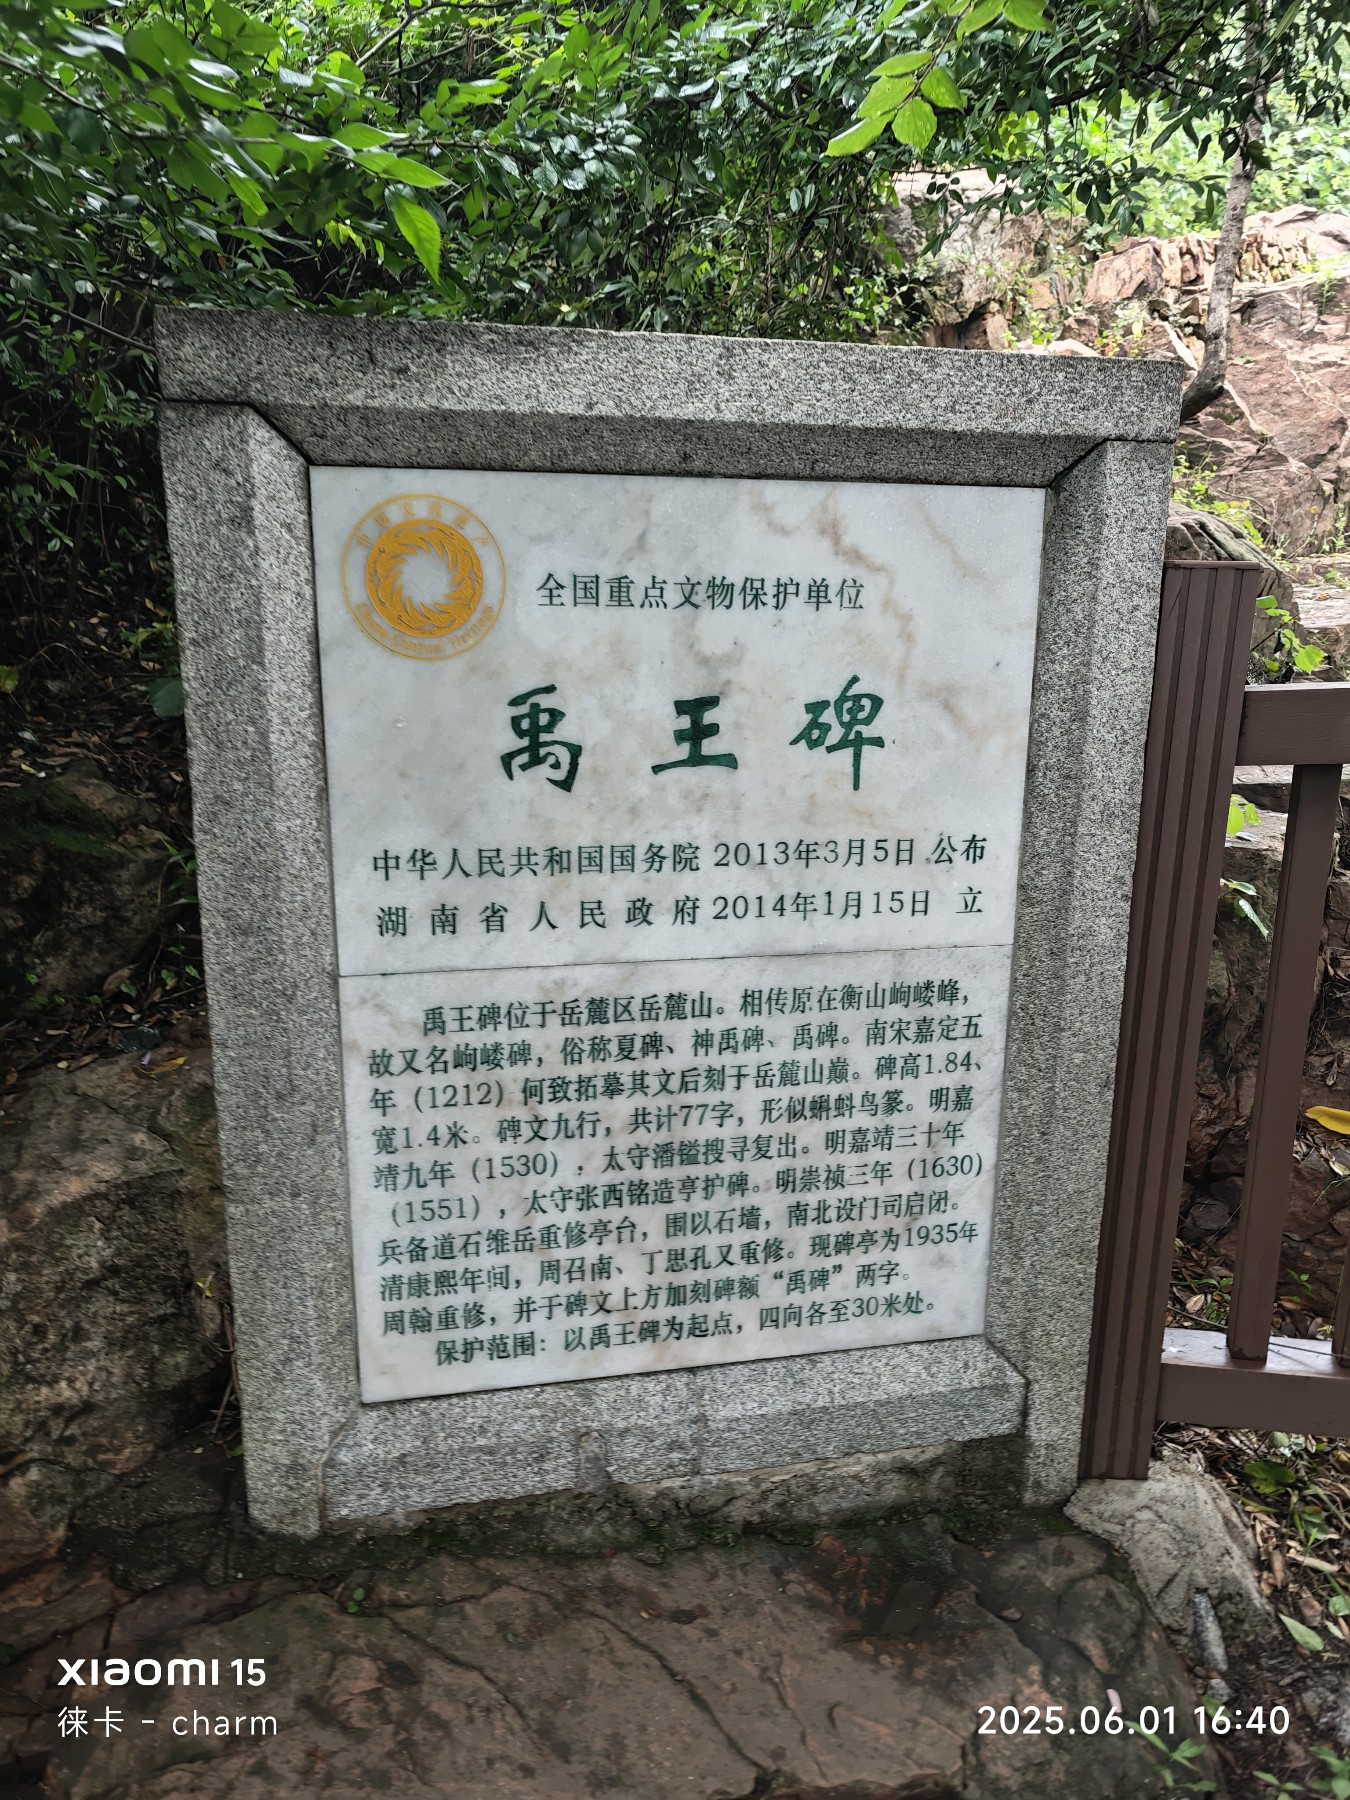 中国文化遗产
China Cultural Heritage
全国重点文物保护单位
禹王碑
中华人民共和国国务院 2013年3月5日 公布
湖南省人民政府 2014年1月15日 立
禹王碑位于岳麓区岳麓山。相传原在衡山岣嵝峰，
故又名岣嵝碑，俗称夏碑、神禹碑、禹碑。南宋嘉定五
年（1212）何致拓摹其文后刻于岳麓山巅。碑高1.84、
宽1.4米。碑文九行，共计77字，形似蝌蚪鸟篆。明嘉
靖九年（1530），太守潘镒搜寻复出。明嘉靖三十年
（1551），太守张西铭造亨护碑。明崇祯三年（1630）
兵备道石维岳重修亭台，围以石墙，南北设门司启闭。
清康熙年间，周召南、丁思孔又重修。现碑亭为1935年
周翰重修，并于碑文上方加刻碑额“禹碑”两字。
保护范围：以禹王碑为起点，四向各至30米处。
xiaomi 15
徕卡 - charm
2025.06.01 16:40